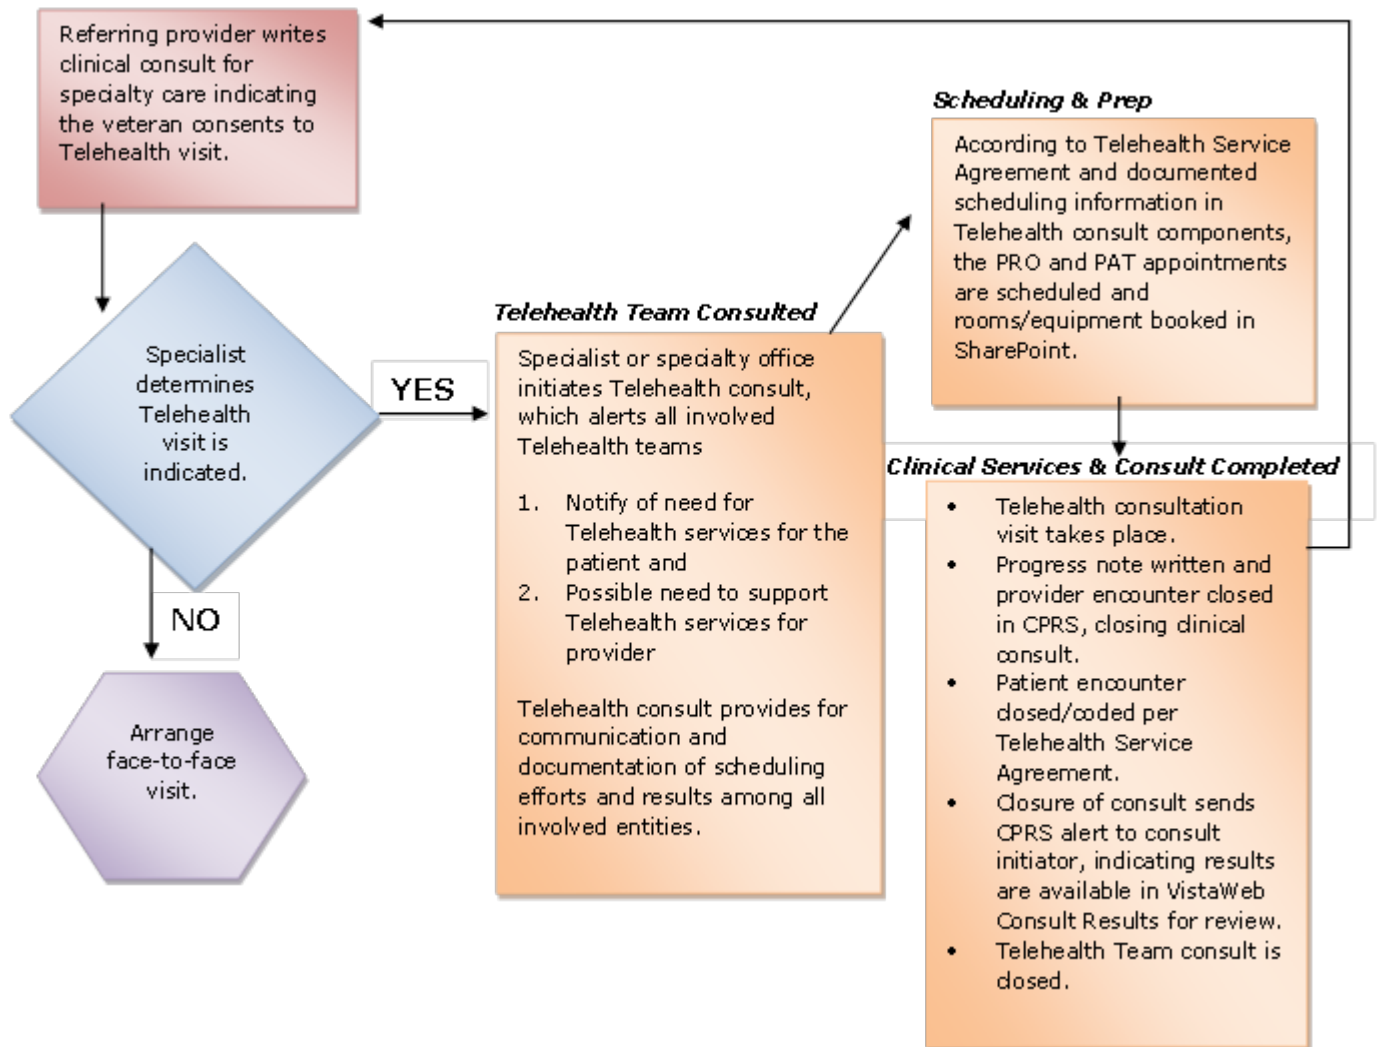 Referring provider writes
clinical consult for
specialty care indicating
the veteran consents to
Telehealth visit.
Specialist
determines
Telehealth
visit is
indicated.
YES
NO
Arrange
face-to-face
visit.
Telehealth Team Consulted
Specialist or specialty office
initiates Telehealth consult,
which alerts all involved
Telehealth teams
1. Notify of need for
Telehealth services for the
patient and
2. Possible need to support
Telehealth services for
provider
Telehealth consult provides for
communication and
documentation of scheduling
efforts and results among all
involved entities.
Scheduling & Prep
According to Telehealth Service
Agreement and documented
scheduling information in
Telehealth consult components,
the PRO and PAT appointments
are scheduled and
rooms/equipment booked in
SharePoint.
Clinical Services & Consult Completed
• Telehealth consultation
visit takes place.
• Progress note written and
provider encounter closed
in CPRS, closing clinical
consult.
• Patient encounter
closed/coded per
Telehealth Service
Agreement.
• Closure of consult sends
CPRS alert to consult
initiator, indicating results
are available in VistaWeb
Consult Results for review.
• Telehealth Team consult is
closed.